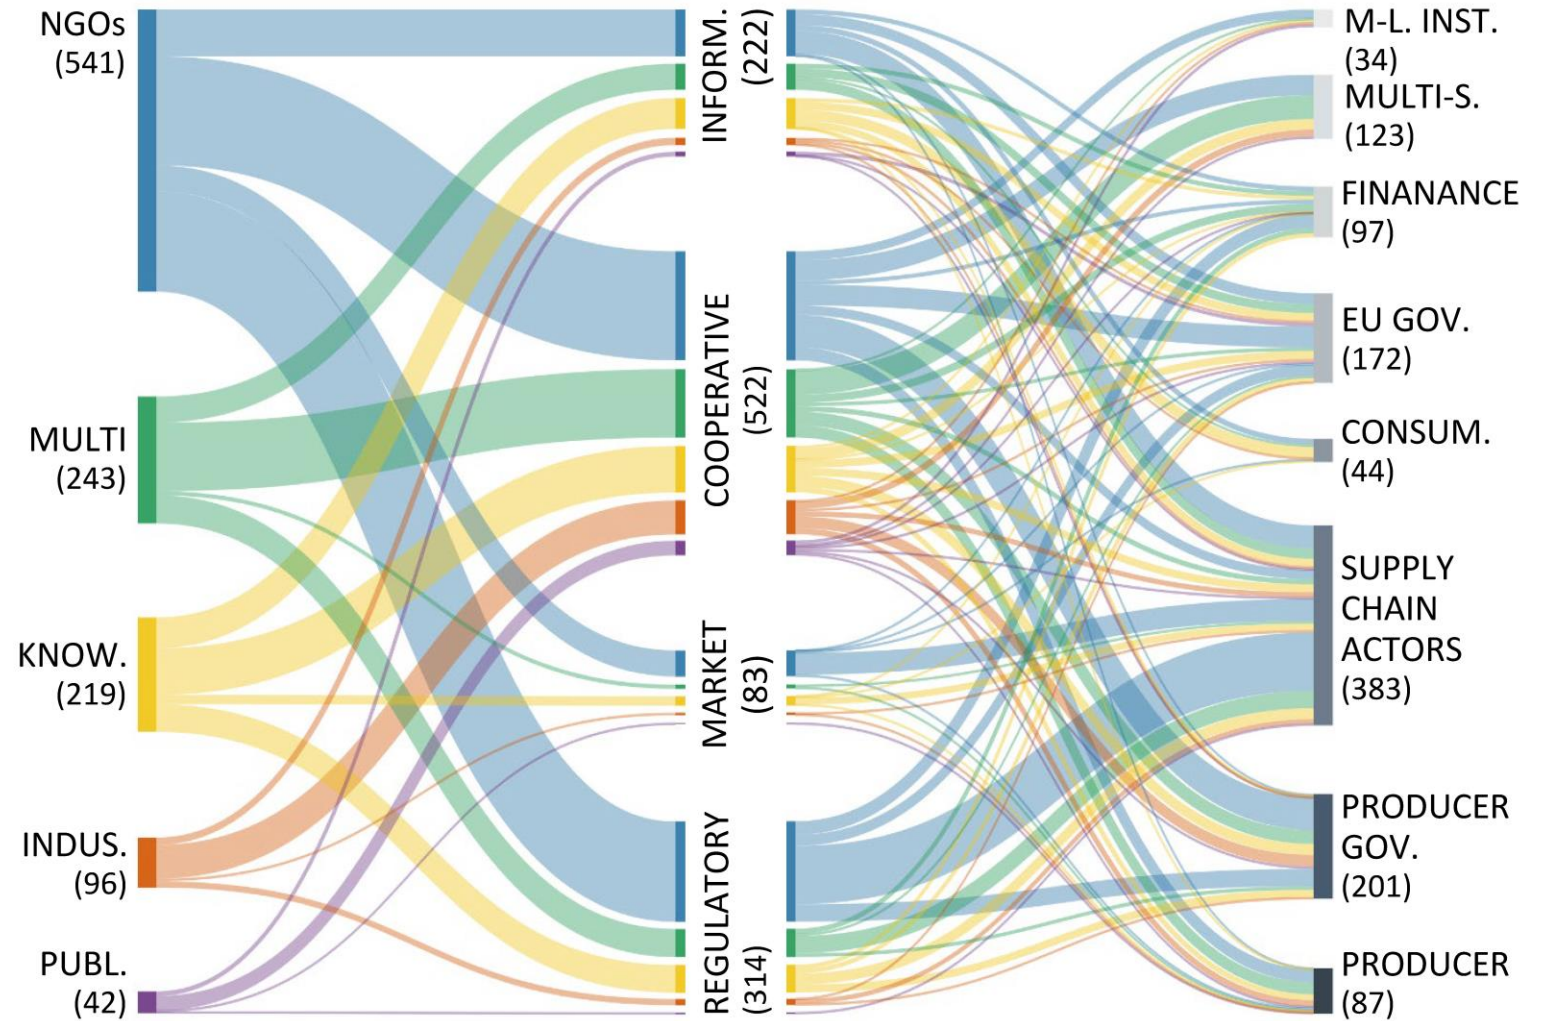 NGOs
(541)
MULTI
(243)
KNOW.
(219)
INDUS.
(96)
PUBL.
(42)
INFORM.
(222)
COOPERATIVE
(522)
MARKET
(83)
REGULATORY
(314)
M-L. INST.
(34)
MULTI-S.
(123)
FINANANCE
(97)
EU GOV.
(172)
CONSUM.
(44)
SUPPLY
CHAIN
ACTORS
(383)
PRODUCER
GOV.
(201)
PRODUCER
(87)